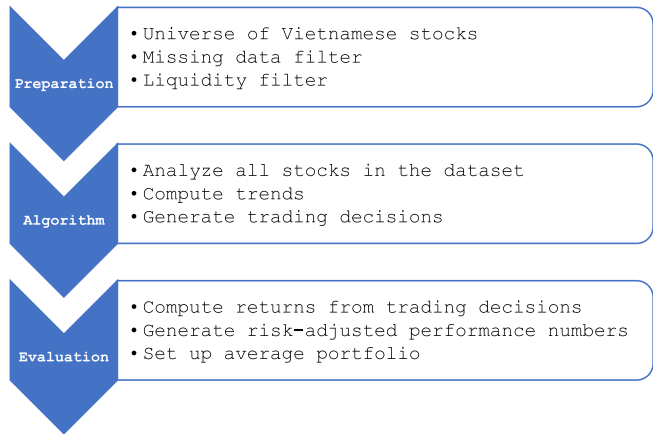 Preparation
• Universe of Vietnamese stocks
• Missing data filter
• Liquidity filter
Algorithm
• Analyze all stocks in the dataset
• Compute trends
• Generate trading decisions
Evaluation
• Compute returns from trading decisions
• Generate risk-adjusted performance numbers
• Set up average portfolio